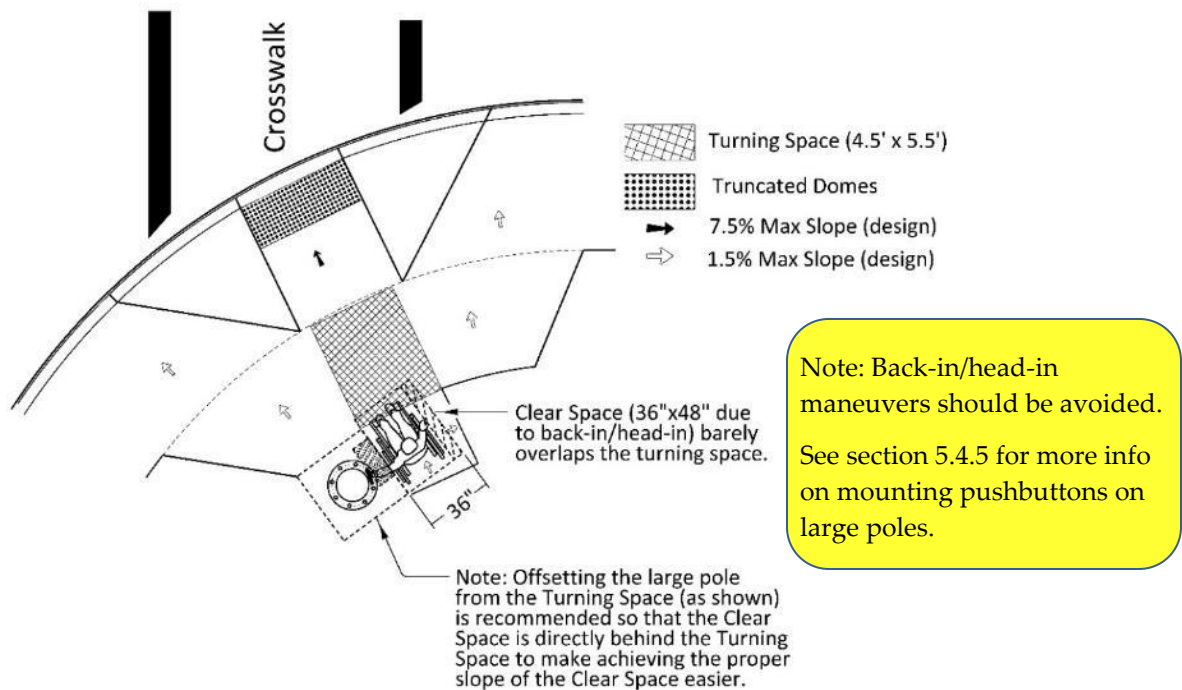 Crosswalk
Turning Space (4.5' x 5.5')
Truncated Domes
7.5% Max Slope (design)
1.5% Max Slope (design)
Clear Space (36"x48" due
to back-in/head-in) barely
overlaps the turning space.
36"
Note: Offsetting the large pole
from the Turning Space (as shown)
is recommended so that the Clear
Space is directly behind the Turning
Space to make achieving the proper
slope of the Clear Space easier.
Note: Back-in/head-in
maneuvers should be avoided.
See section 5.4.5 for more info
on mounting pushbuttons on
large poles.